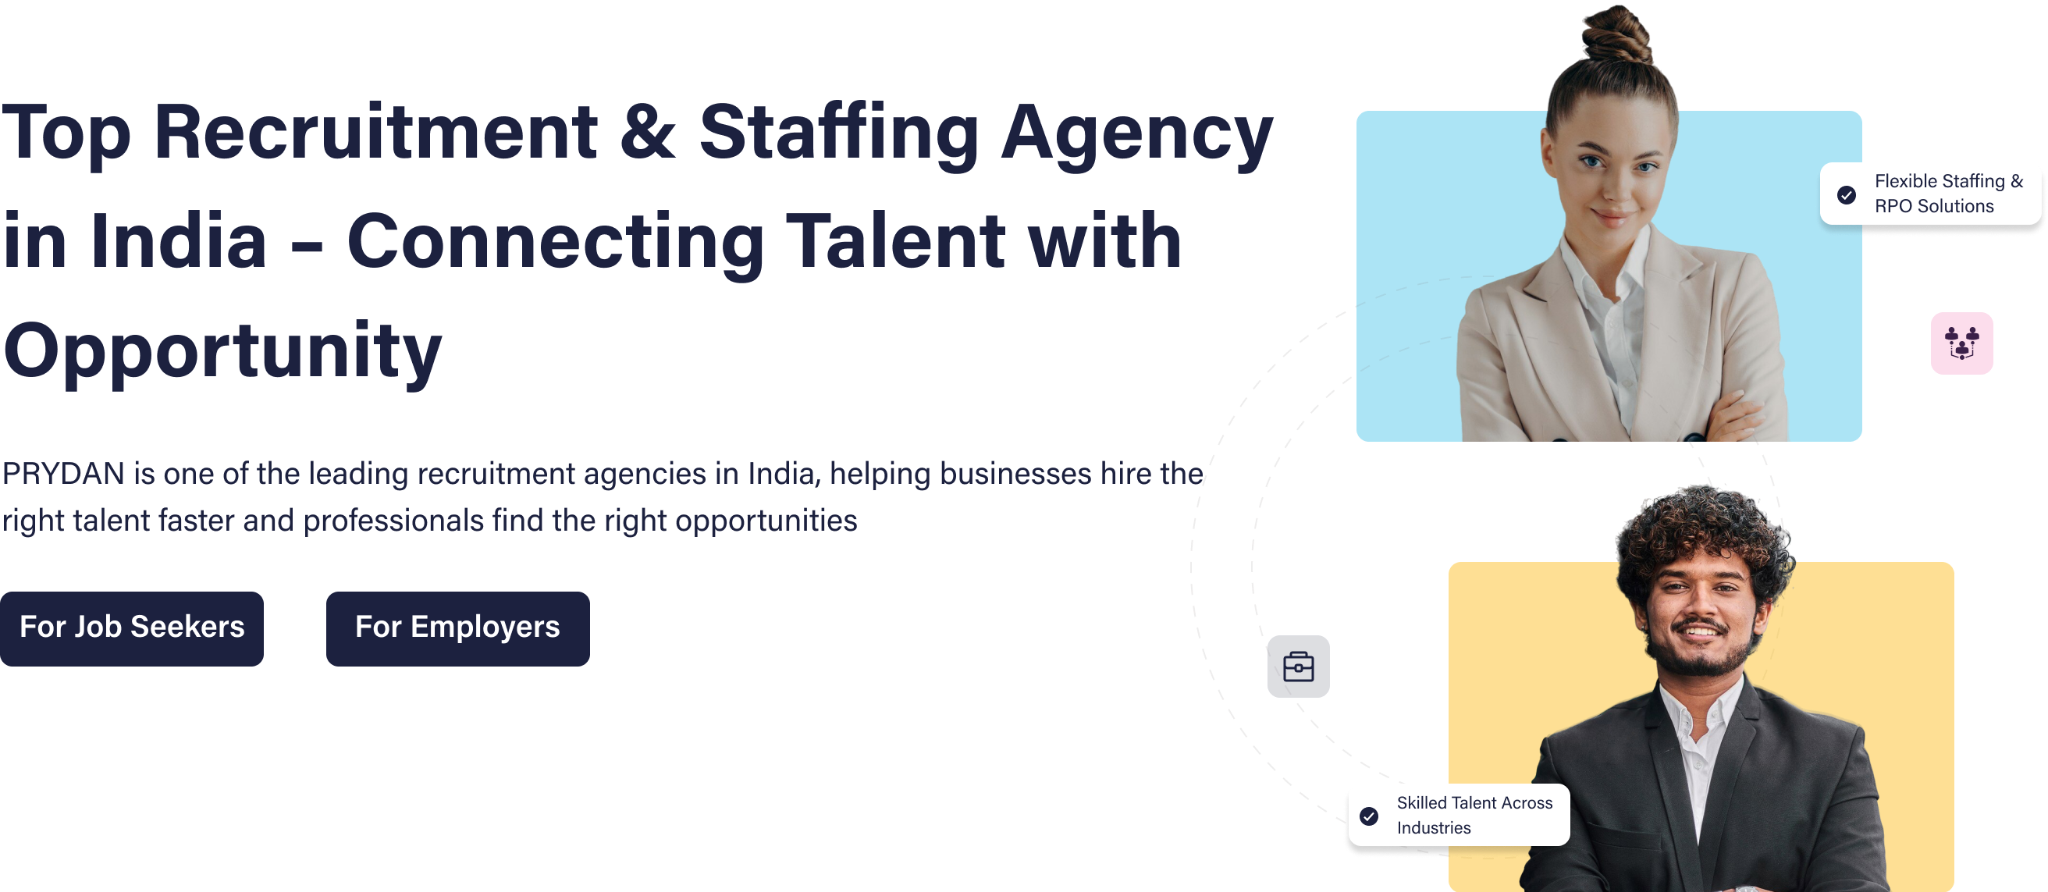 Top Recruitment & Staffing Agency
in India – Connecting Talent with
Opportunity
PRYDAN is one of the leading recruitment agencies in India, helping businesses hire the
right talent faster and professionals find the right opportunities
For Job Seekers
For Employers
Flexible Staffing &
RPO Solutions
Skilled Talent Across
Industries